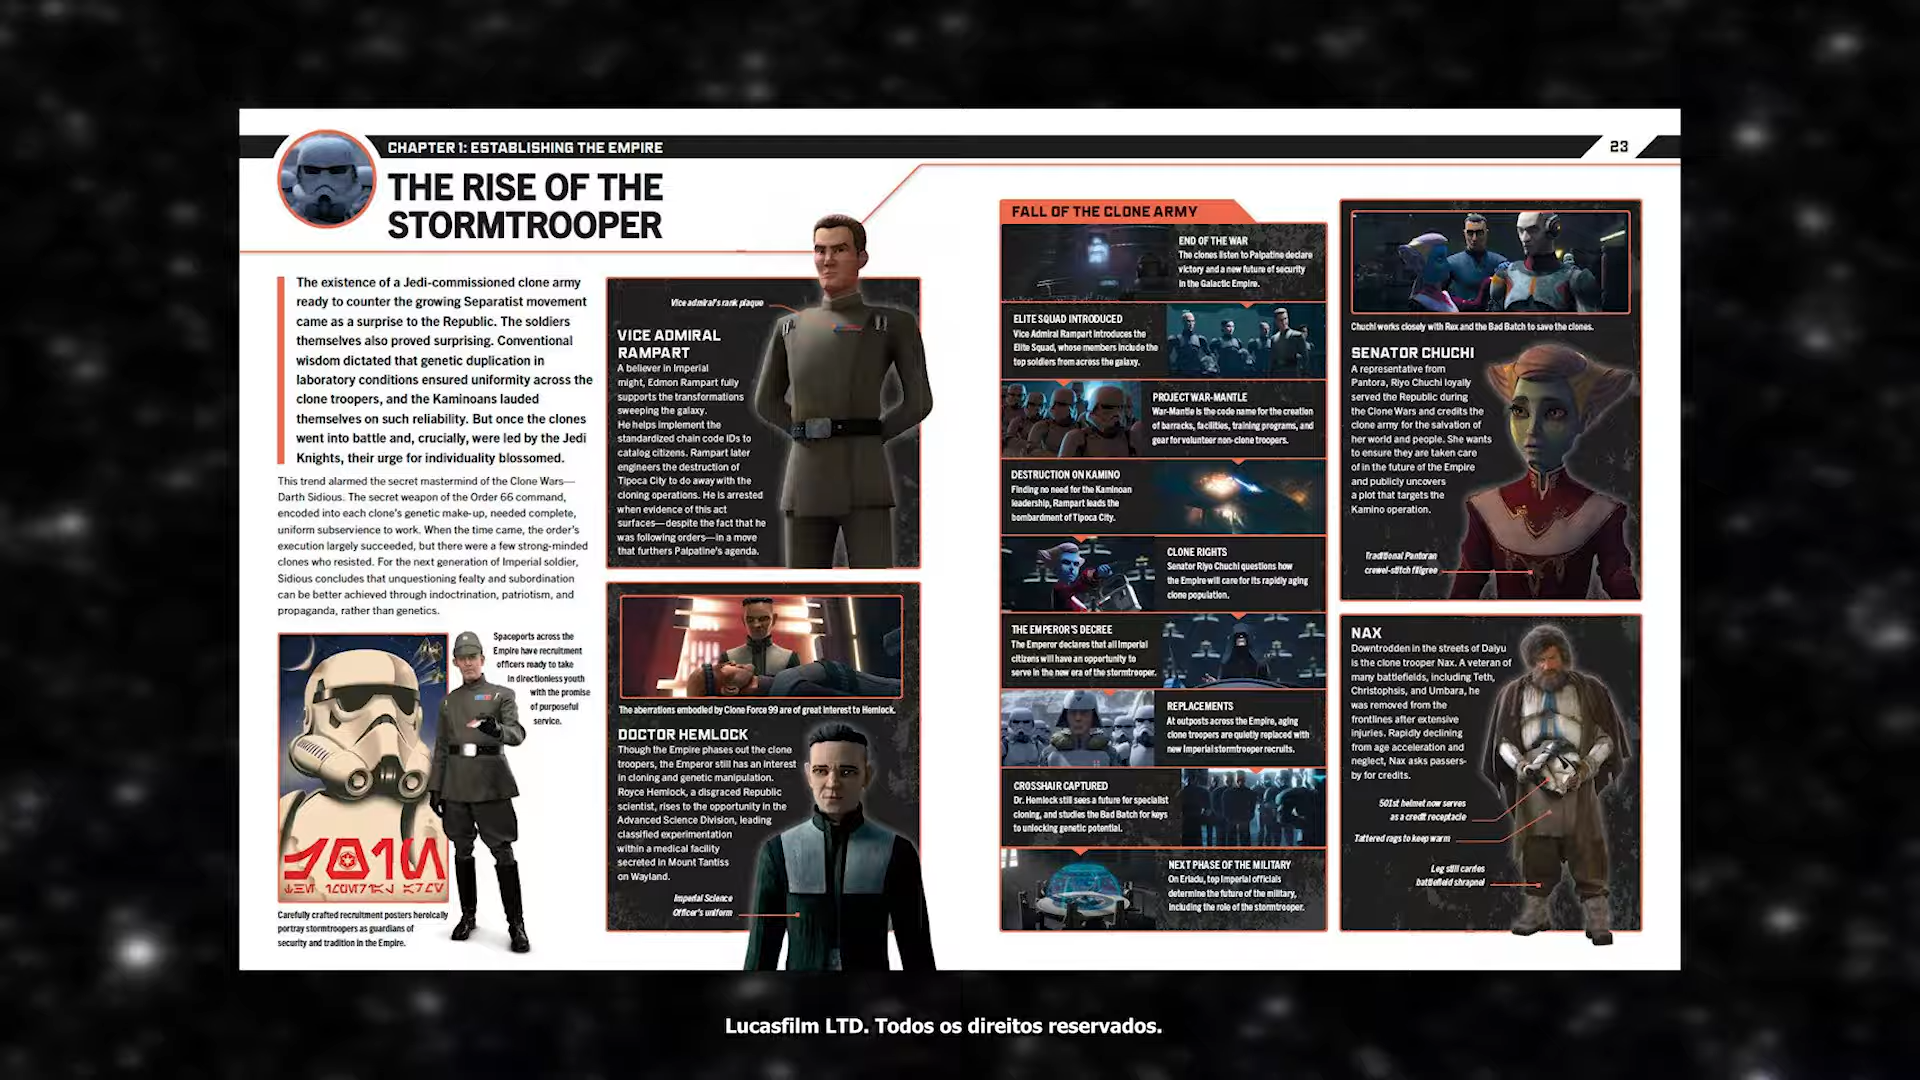 CHAPTER 1: ESTABLISHING THE EMPIRE
23
THE RISE OF THE
STORMTROOPER
The existence of a Jedi-commissioned clone army
ready to counter the growing Separatist movement
came as a surprise to the Republic. The soldiers
themselves also proved surprising. Conventional
wisdom dictated that genetic duplication in
laboratory conditions ensured uniformity across the
clone troopers, and the Kaminoans lauded
themselves on such reliability. But once the clones
went into battle and, crucially, were led by the Jedi
Knights, their urge for individuality blossomed.
This trend alarmed the secret mastermind of the Clone Wars—
Darth Sidious. The secret weapon of the Order 66 command,
encoded into each clone's genetic make-up, needed complete,
uniform subservience to work. When the time came, the order's
execution largely succeeded, but there were a few strong-minded
clones who resisted. For the next generation of Imperial soldier,
Sidious concludes that unquestioning fealty and subordination
can be better achieved through indoctrination, patriotism, and
propaganda, rather than genetics.
Spaceports across the
Empire have recruitment
officers ready to take
in directionless youth
with the promise
of purposeful
service.
Carefully crafted recruitment posters heroically
portray stormtroopers as guardians of
security and tradition in the Empire.
Vice admiral's rank plaque
VICE ADMIRAL
RAMPART
A believer in Imperial
might, Edmon Rampart fully
supports the transformations
sweeping the galaxy.
He helps implement the
standardized chain code IDs to
catalog citizens. Rampart later
engineers the destruction of
Tipoca City to do away with the
cloning operations. He is arrested
when evidence of this act
surfaces—despite the fact that he
was following orders—in a move
that furthers Palpatine's agenda.
The aberrations embodied by Clone Force 99 are of great interest to Hemlock.
DOCTOR HEMLOCK
Though the Empire phases out the clone
troopers, the Emperor still has an interest
in cloning and genetic manipulation.
Royce Hemlock, a disgraced Republic
scientist, rises to the opportunity in the
Advanced Science Division, leading
classified experimentation
within a medical facility
secreted in Mount Tantiss
on Wayland.
Imperial Science
Officer's uniform
FALL OF THE CLONE ARMY
END OF THE WAR
The clones listen to Palpatine declare
victory and a new future of security
in the Galactic Empire.
ELITE SQUAD INTRODUCED
Vice Admiral Rampart introduces the
Elite Squad, whose members include the
top soldiers from across the galaxy.
PROJECT WAR-MANTLE
War-Mantle is the code name for the creation
of barracks, facilities, training programs, and
gear for volunteer non-clone troopers.
DESTRUCTION ON KAMINO
Finding no need for the Kaminoan
leadership, Rampart leads the
bombardment of Tipoca City.
CLONE RIGHTS
Senator Riyo Chuchi questions how
the Empire will care for its rapidly aging
clone population.
THE EMPEROR'S DECREE
The Emperor declares that all Imperial
citizens will have an opportunity to
serve in the new era of the stormtrooper.
REPLACEMENTS
At outposts across the Empire, aging
clone troopers are quietly replaced with
new Imperial stormtrooper recruits.
CROSSHAIR CAPTURED
Dr. Hemlock still sees a future for specialist
cloning, and studies the Bad Batch for keys
to unlocking genetic potential.
NEXT PHASE OF THE MILITARY
On Eriadu, top Imperial officials
determine the future of the military,
including the role of the stormtrooper.
Chuchi works closely with Rex and the Bad Batch to save the clones.
SENATOR CHUCHI
A representative from
Pantora, Riyo Chuchi loyally
served the Republic during
the Clone Wars and credits the
clone army for the salvation of
her world and people. She wants
to ensure they are taken care
of in the future of the Empire
and publicly uncovers
a plot that targets the
Kamino operation.
Traditional Pantoran
crewel-stitch filigree
NAX
Downtrodden in the streets of Daiyu
is the clone trooper Nax. A veteran of
many battlefields, including Teth,
Christophsis, and Umbara, he
was removed from the
frontlines after extensive
injuries. Rapidly declining
from age acceleration and
neglect, Nax asks passers-
by for credits.
501st helmet now serves
as a credit receptacle
Tattered rags to keep warm
Leg still carries
battlefield shrapnel
Lucasfilm LTD. Todos os direitos reservados.